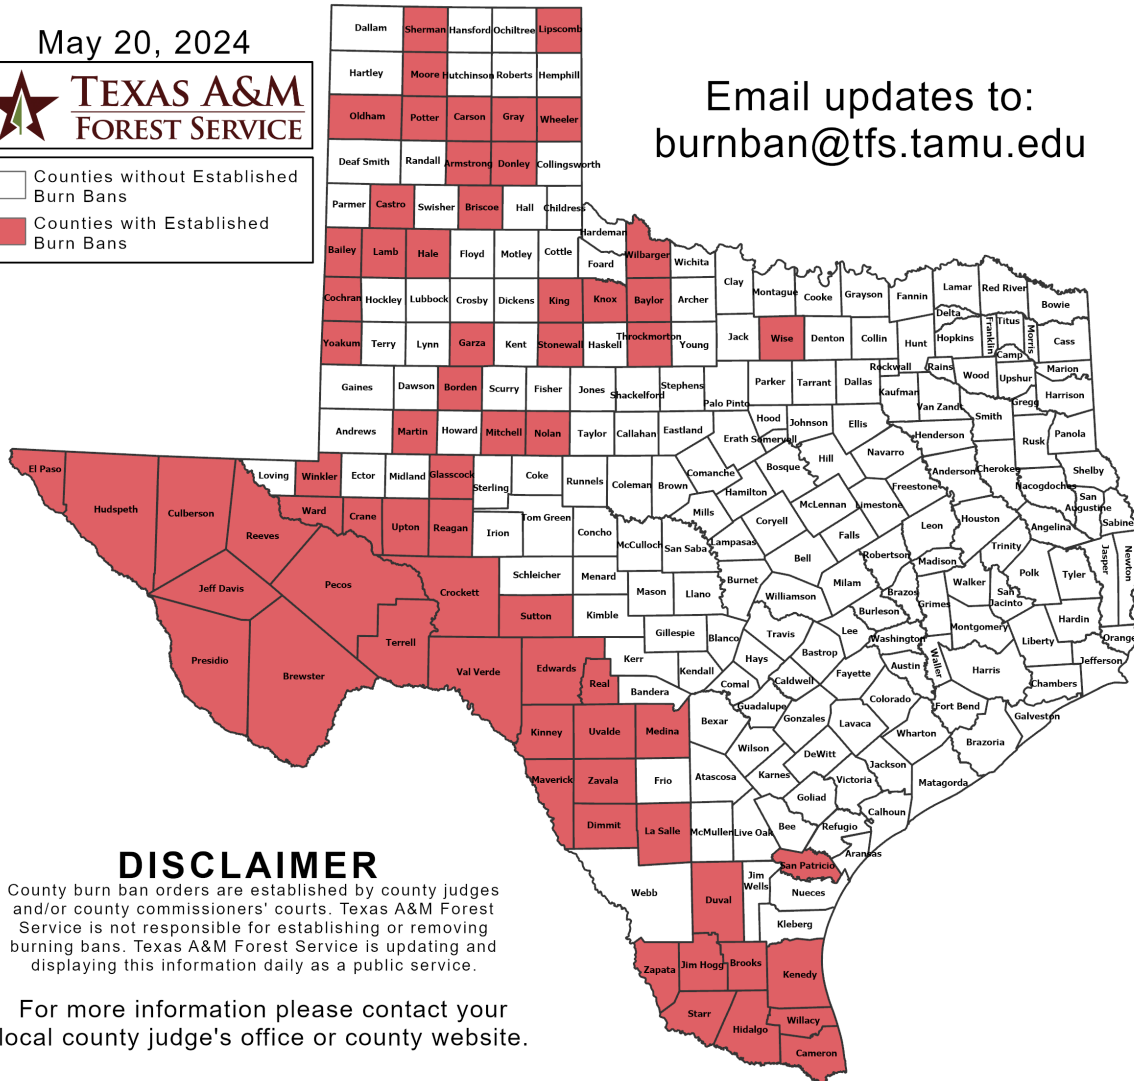 May 20, 2024
TEXAS A&M
FOREST SERVICE
Counties without Established
Burn Bans
Counties with Established
Burn Bans
Email updates to:
burnban@tfs.tamu.edu
Dallam Sherman Hansford Ochiltree Lipscomb
Hartley Moore Hutchinson Roberts Hemphill
Oldham Potter Carson Gray Wheeler
Deaf Smith Randall Armstrong Donley Collingsworth
Parmer Castro Swisher Briscoe Hall Childress
Hardeman
Bailey Lamb Hale Floyd Motley Cottle Foard Wilbarger Wichita
Clay Montague Cooke Grayson Fannin Lamar Red River Bowie
Cochran Hockley Lubbock Crosby Dickens King Knox Baylor Archer
Delta Franklin Titus Morris Cass
Yoakum Terry Lynn Garza Kent Stonewall Haskell Throckmorton Young Jack Wise Denton Collin Hunt Hopkins
Camp
Rockwall Rains Wood Upshur Marion
Gaines Dawson Borden Scurry Fisher Jones Shackelford Stephens Palo Pinto Parker Tarrant Dallas Kaufman Van Zandt Smith Gregg Harrison
Andrews Martin Howard Mitchell Nolan Taylor Callahan Eastland Erath Hood Somervell Johnson Ellis Henderson Rusk Panola
El Paso Hudspeth Culberson Reeves Loving Winkler Ector Midland Glasscock Sterling Coke Runnels Coleman Brown Comanche Bosque Hill Navarro Anderson Cherokee Nacogdoches Shelby
Hamilton Freestone San
Augustine
Ward Crane Upton Reagan Irion Tom Green Concho McCulloch San Saba Mills Lampasas Coryell McLennan Limestone Falls Leon Houston Angelina Sabine
Jeff Davis Pecos Crockett Schleicher Menard Mason Llano Burnet Bell Milam Robertson Madison Trinity Polk Tyler Jasper Newton
Williamson Brazos Grimes Walker San
Jacinto
Presidio Brewster Terrell Val Verde Sutton Kimble Gillespie Blanco Travis Lee Burleson Washington Montgomery Liberty Hardin Orange
Edwards Real Kerr Kendall Hays Bastrop Fayette Austin Waller Harris Chambers Jefferson
Bandera Comal Caldwell Guadalupe Colorado Fort Bend Galveston
Kinney Uvalde Medina Bexar Gonzales Lavaca Wharton Brazoria
Wilson DeWitt Jackson Matagorda
Maverick Zavala Frio Atascosa Karnes Victoria
Goliad Calhoun
Dimmit La Salle McMullen Live Oak Bee Refugio
Aransas
San Patricio
Webb Duval Jim
Wells Nueces
Kleberg
Zapata Jim Hogg Brooks Kenedy
Starr Hidalgo Willacy
Cameron
DISCLAIMER
County burn ban orders are established by county judges
and/or county commissioners' courts. Texas A&M Forest
Service is not responsible for establishing or removing
burning bans. Texas A&M Forest Service is updating and
displaying this information daily as a public service.
For more information please contact your
local county judge's office or county website.